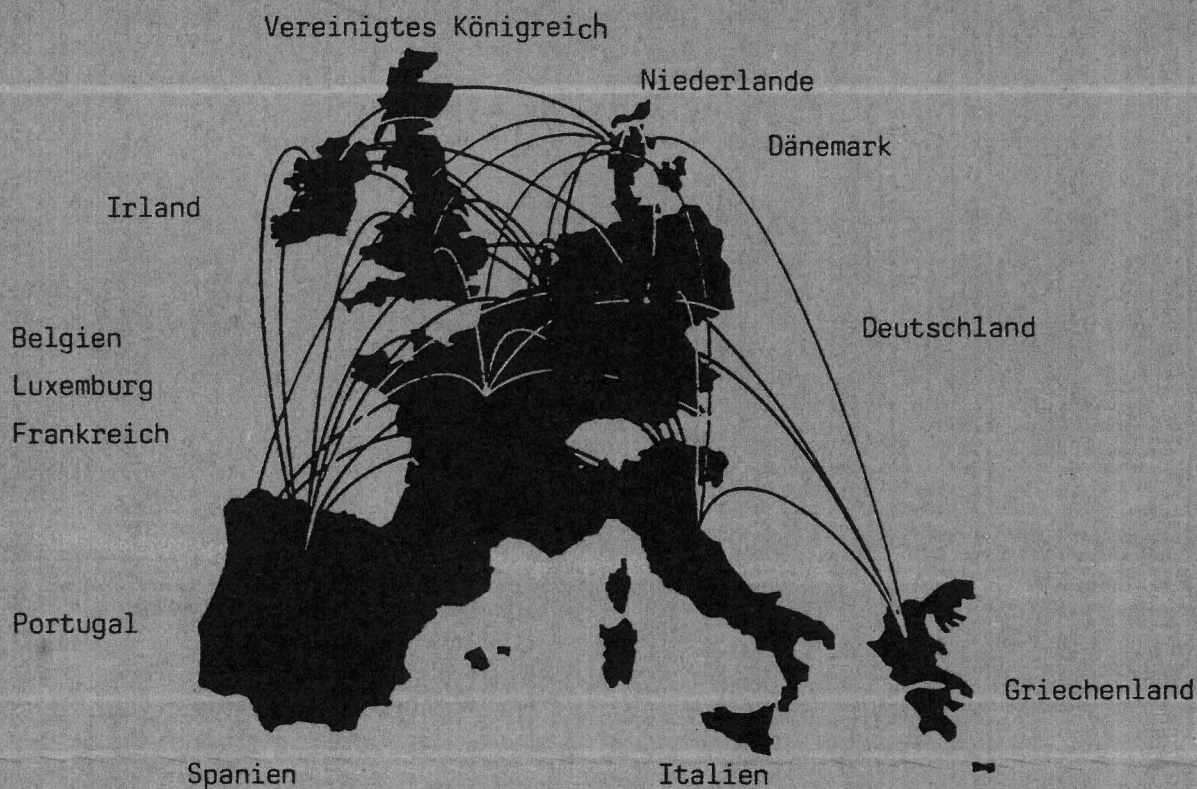 Vereinigtes Königreich
Niederlande
Dänemark
Irland
Belgien
Deutschland
Luxemburg
Frankreich
Portugal
Griechenland
Spanien
Italien